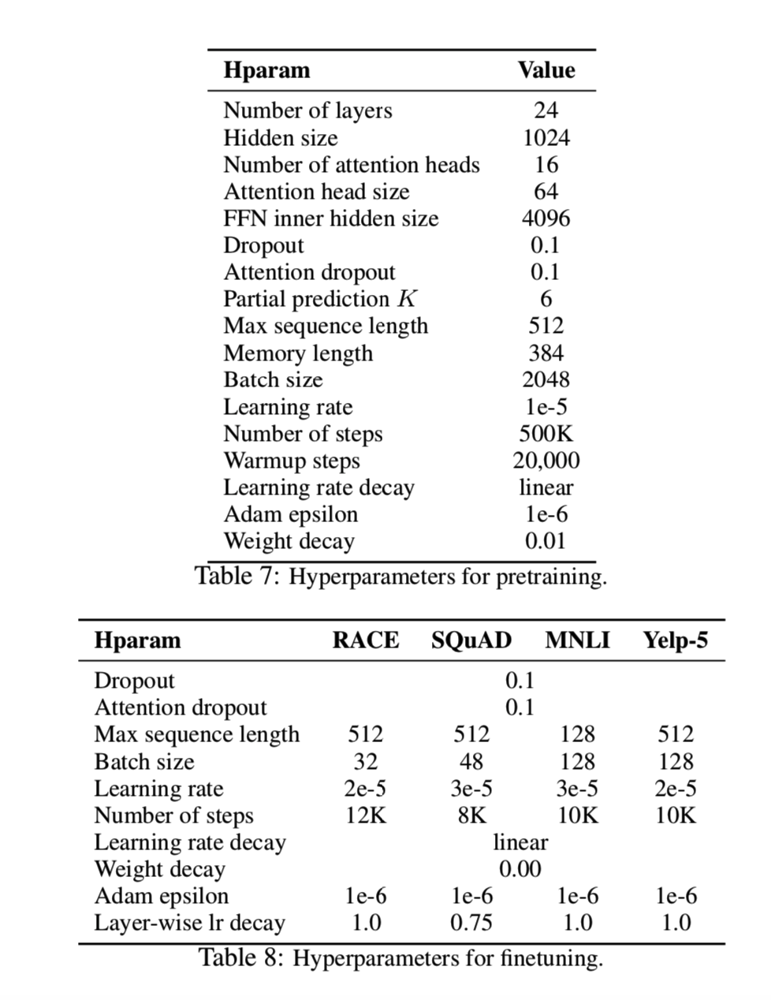 Hparam Value
Number of layers 24
Hidden size 1024
Number of attention heads 16
Attention head size 64
FFN inner hidden size 4096
Dropout 0.1
Attention dropout 0.1
Partial prediction K 6
Max sequence length 512
Memory length 384
Batch size 2048
Learning rate 1e-5
Number of steps 500K
Warmup steps 20,000
Learning rate decay linear
Adam epsilon 1e-6
Weight decay 0.01
Table 7: Hyperparameters for pretraining.
Hparam RACE SQuAD MNLI Yelp-5
Dropout 0.1
Attention dropout 0.1
Max sequence length 512 512 128 512
Batch size 32 48 128 128
Learning rate 2e-5 3e-5 3e-5 2e-5
Number of steps 12K 8K 10K 10K
Learning rate decay linear
Weight decay 0.00
Adam epsilon 1e-6 1e-6 1e-6 1e-6
Layer-wise lr decay 1.0 0.75 1.0 1.0
Table 8: Hyperparameters for finetuning.